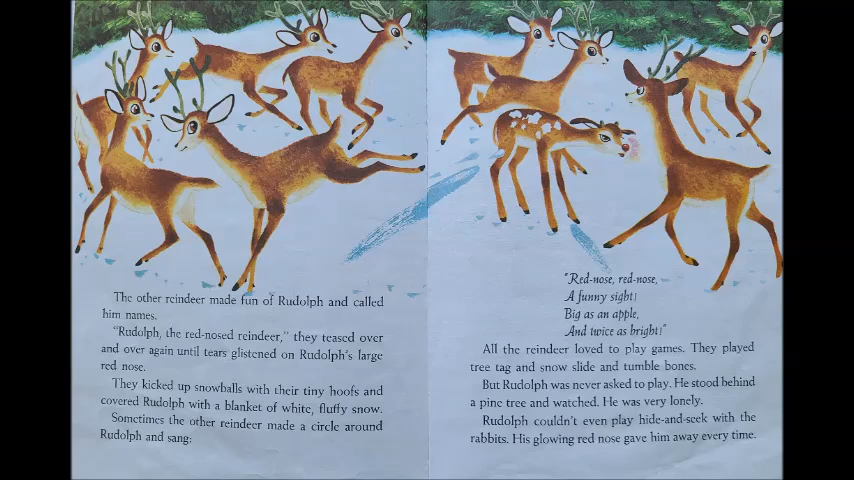 The other reindeer made fun of Rudolph and called
him names.
"Rudolph, the red-nosed reindeer," they teased over
and over again until tears glistened on Rudolph's large
red nose.
They kicked up snowballs with their tiny hoofs and
covered Rudolph with a blanket of white, fluffy snow.
Sometimes the other reindeer made a circle around
Rudolph and sang:
"Red-nose, red-nose,
A funny sight!
Big as an apple,
And twice as bright!"
All the reindeer loved to play games. They played
tree tag and snow slide and tumble bones.
But Rudolph was never asked to play. He stood behind
a pine tree and watched. He was very lonely.
Rudolph couldn't even play hide-and-seek with the
rabbits. His glowing red nose gave him away every time.